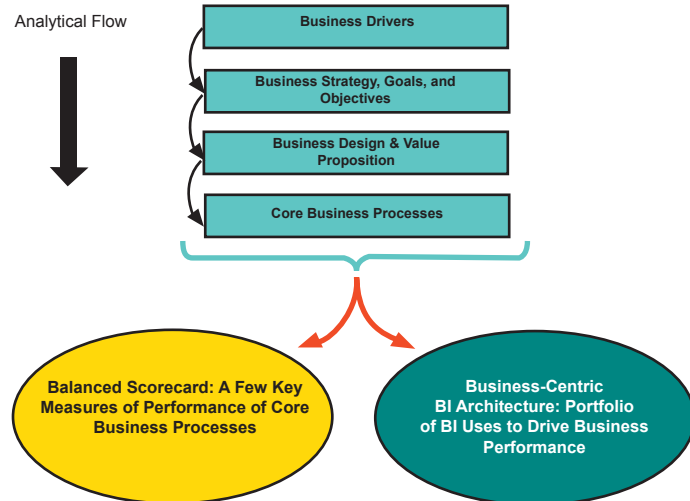 Analytical Flow
Business Drivers
Business Strategy, Goals, and
Objectives
Business Design & Value
Proposition
Core Business Processes
Balanced Scorecard: A Few Key
Measures of Performance of Core
Business Processes
Business-Centric
BI Architecture: Portfolio
of BI Uses to Drive Business
Performance